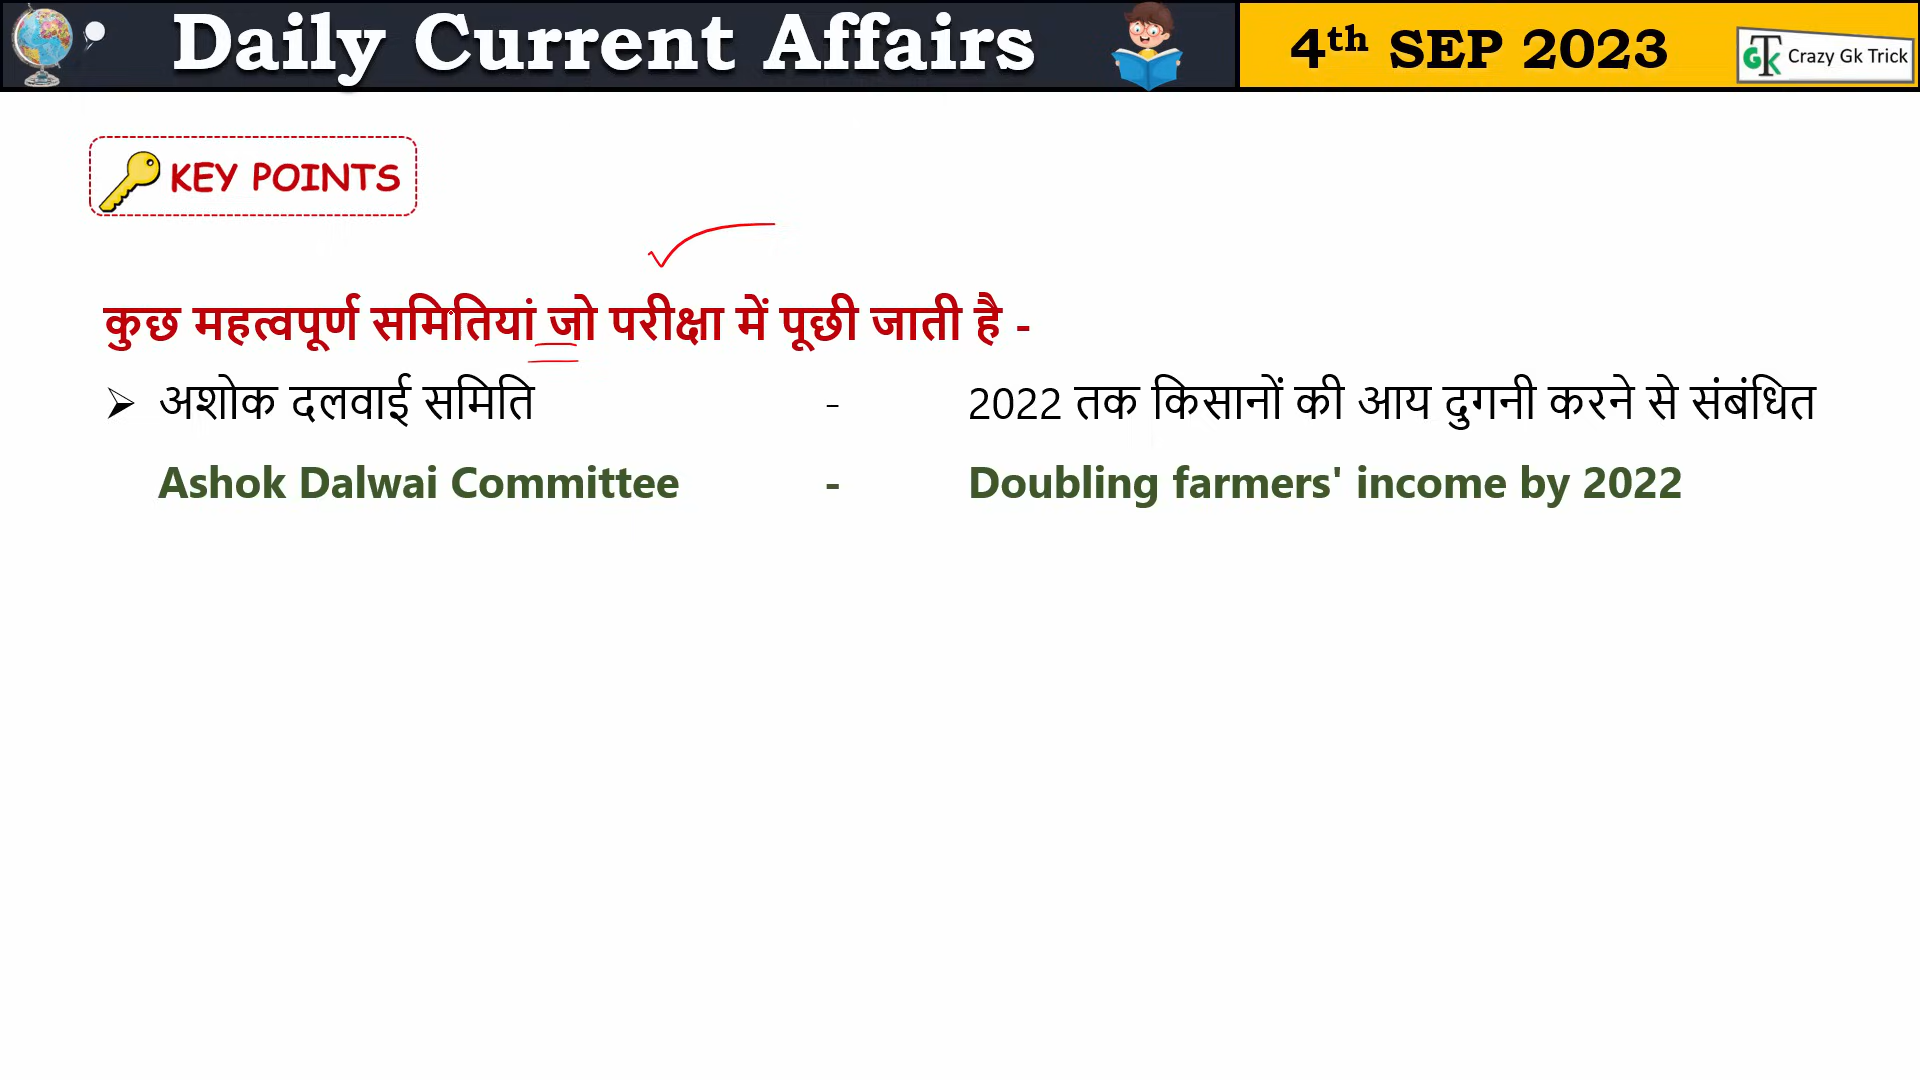 Daily Current Affairs
4th SEP 2023
GTK Crazy Gk Trick
KEY POINTS
कुछ महत्वपूर्ण समितियां जो परीक्षा में पूछी जाती है -
➢ अशोक दलवाई समिति - 2022 तक किसानों की आय दुगनी करने से संबंधित
Ashok Dalwai Committee - Doubling farmers' income by 2022